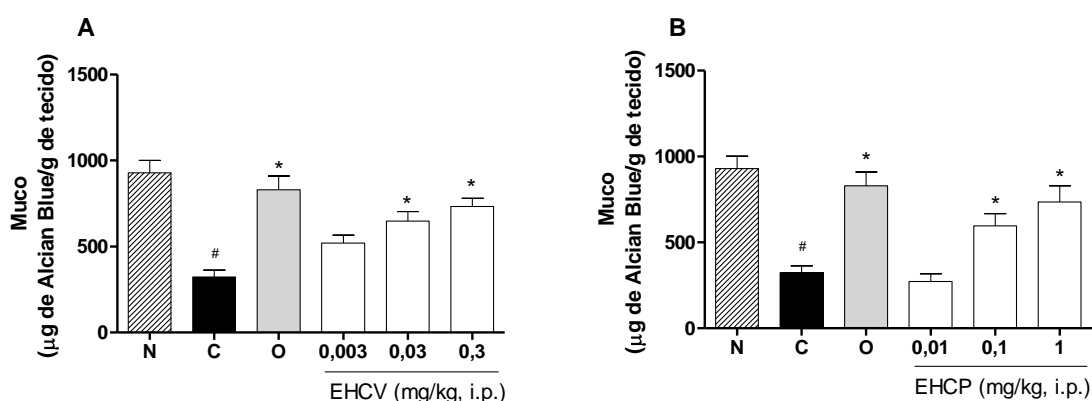 A
Muco
(µg de Alcian Blue/g de tecido)
1500
1000
500
0
#
*
*
*
N C O 0,003 0,03 0,3
EHCV (mg/kg, i.p.)
B
Muco
(µg de Alcian Blue/g de tecido)
1500
1000
500
0
#
*
*
*
N C O 0,01 0,1 1
EHCP (mg/kg, i.p.)